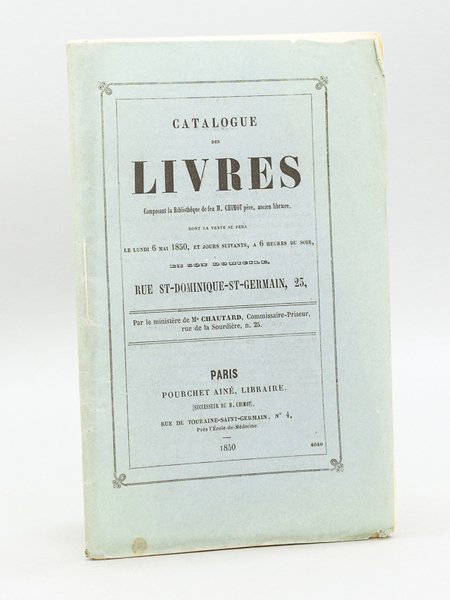 CATALOGUE
DES
LIVRES
Composant la Bibliothèque de feu M. CHIMOT père, ancien libraire,
DONT LA VENTE SE FERA
LE LUNDI 6 MAI 1850, ET JOURS SUIVANTS, A 6 HEURES DU SOIR,
EN SON DOMICILE,
RUE ST-DOMINIQUE-ST-GERMAIN, 23,
Par le ministère de Me CHAUTARD, Commissaire-Priseur,
rue de la Sourdière, n. 25.
PARIS
POURCHET AINÉ, LIBRAIRE,
(SUCCESSEUR DE M. CHIMOT),
RUE DE TOURAINE-SAINT-GERMAIN, N° 4,
Près l'École-de-Médecine.
1850